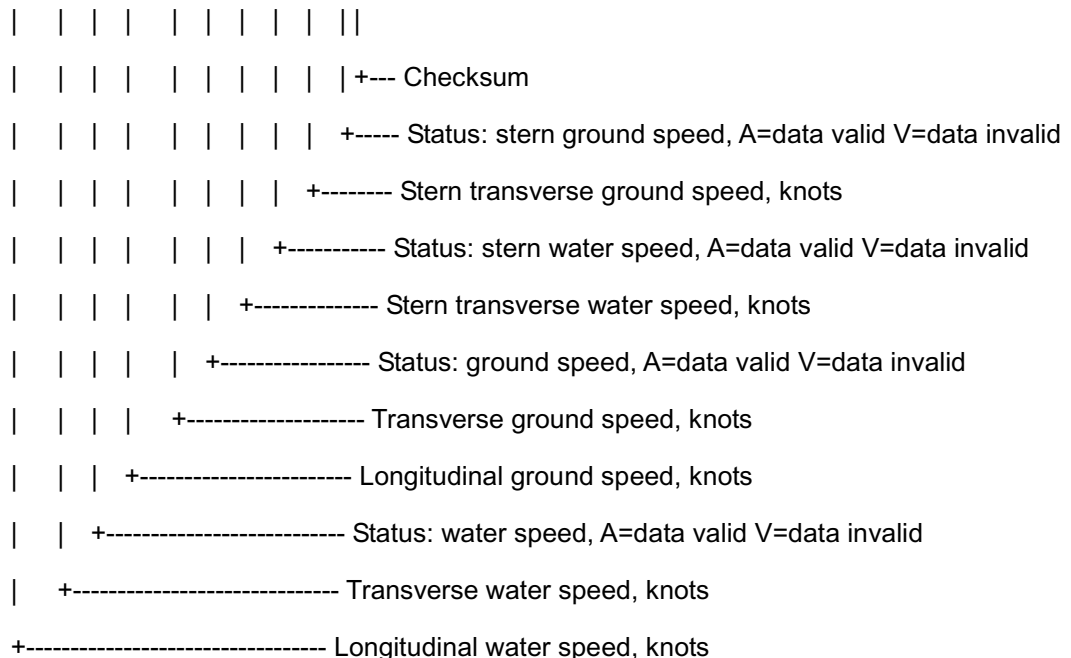 |    |  |  |    |  |  |  |  |  | |
|    |  |  |    |  |  |  |  | +--- Checksum
|    |  |  |    |  |  |  |  |  +----- Status: stern ground speed, A=data valid V=data invalid
|    |  |  |    |  |  |  |  +-------- Stern transverse ground speed, knots
|    |  |  |    |  |  |  +----------- Status: stern water speed, A=data valid V=data invalid
|    |  |  |    |  |  +-------------- Stern transverse water speed, knots
|    |  |  |    |  +----------------- Status: ground speed, A=data valid V=data invalid
|    |  |  |    +-------------------- Transverse ground speed, knots
|    |  |  +------------------------ Longitudinal ground speed, knots
|    |  +--------------------------- Status: water speed, A=data valid V=data invalid
|    +------------------------------ Transverse water speed, knots
+---------------------------------- Longitudinal water speed, knots